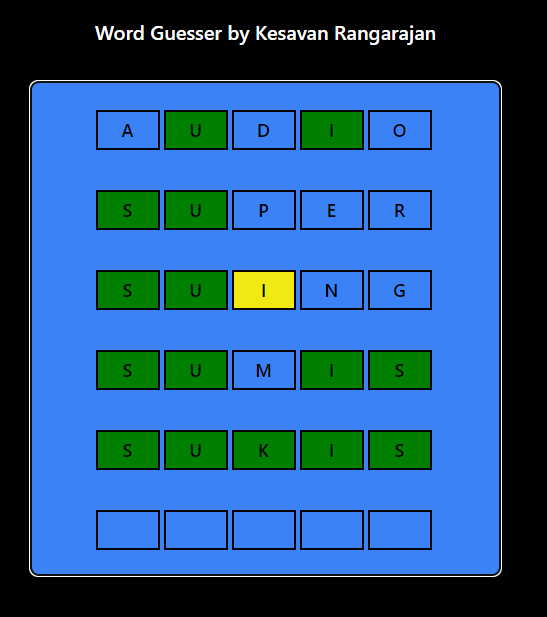 Word Guesser by Kesavan Rangarajan
A U D I O
S U P E R
S U I N G
S U M I S
S U K I S